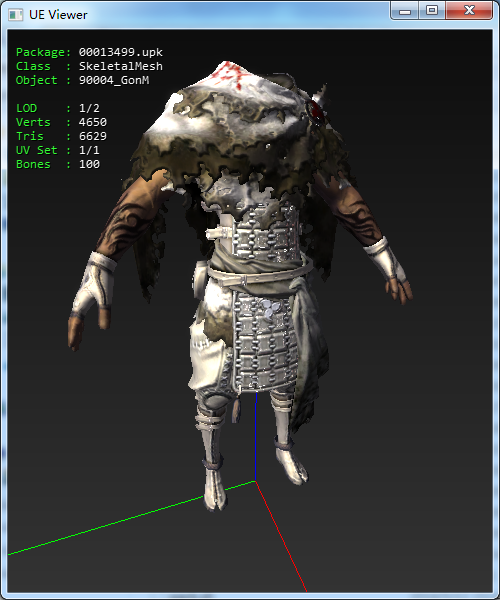 UE Viewer
Package: 00013499.upk
Class  : SkeletalMesh
Object : 90004_GonM
LOD    : 1/2
Verts  : 4650
Tris   : 6629
UV Set : 1/1
Bones  : 100